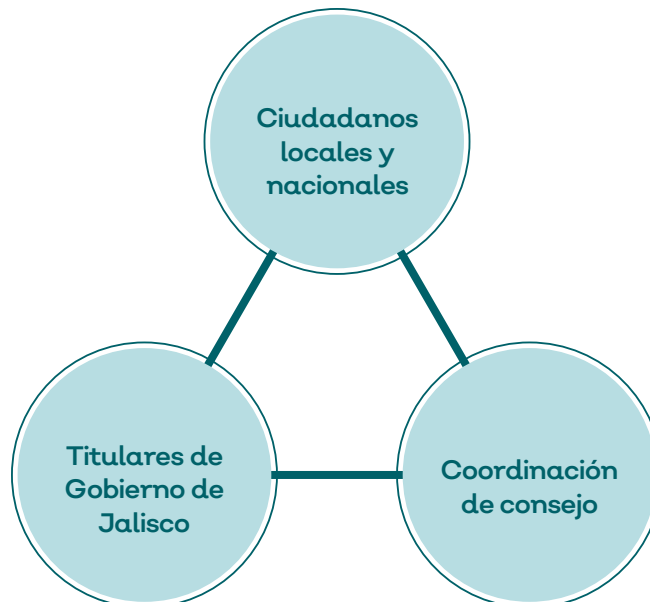 Ciudadanos
locales y
nacionales
Titulares de
Gobierno de
Jalisco
Coordinación
de consejo